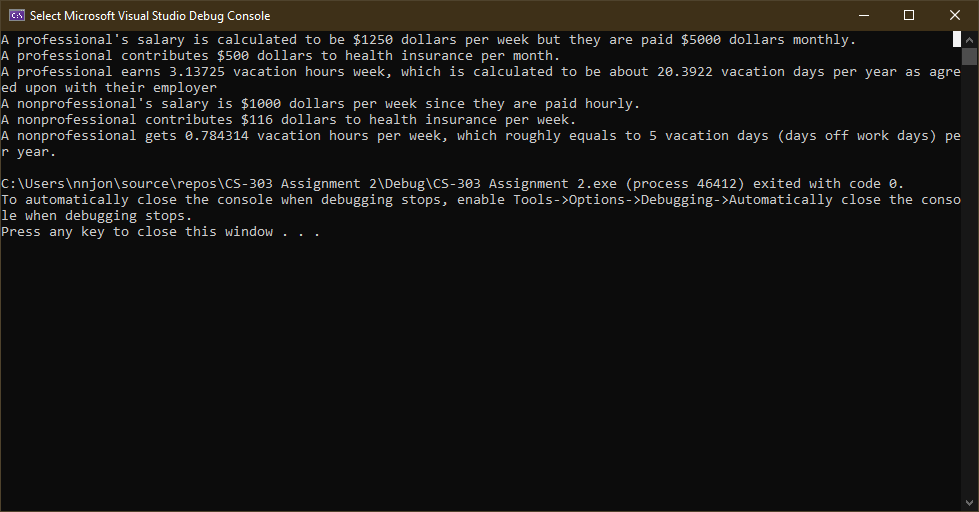 Select Microsoft Visual Studio Debug Console
A professional's salary is calculated to be $1250 dollars per week but they are paid $5000 dollars monthly.
A professional contributes $500 dollars to health insurance per month.
A professional earns 3.13725 vacation hours week, which is calculated to be about 20.3922 vacation days per year as agre
ed upon with their employer
A nonprofessional's salary is $1000 dollars per week since they are paid hourly.
A nonprofessional contributes $116 dollars to health insurance per week.
A nonprofessional gets 0.784314 vacation hours per week, which roughly equals to 5 vacation days (days off work days) pe
r year.
C:\Users\nnjon\source\repos\CS-303 Assignment 2\Debug\CS-303 Assignment 2.exe (process 46412) exited with code 0.
To automatically close the console when debugging stops, enable Tools->Options->Debugging->Automatically close the conso
le when debugging stops.
Press any key to close this window . . .